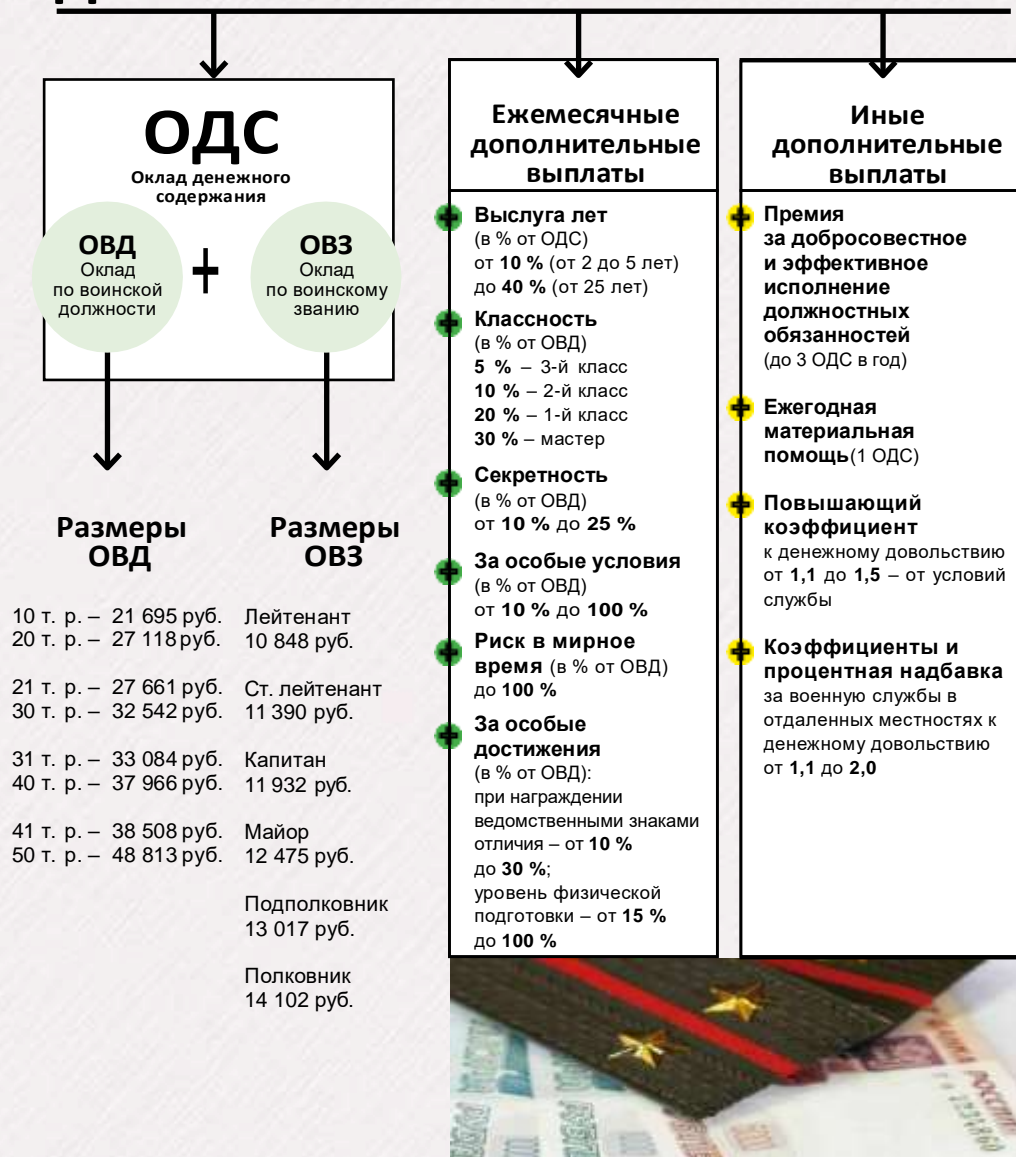 ОДС
Оклад денежного
содержания
ОВД
Оклад
по воинской
должности
+
ОВЗ
Оклад
по воинскому
званию
Размеры
ОВД
10 т. р. – 21 695 руб.
20 т. р. – 27 118 руб.
21 т. р. – 27 661 руб.
30 т. р. – 32 542 руб.
31 т. р. – 33 084 руб.
40 т. р. – 37 966 руб.
41 т. р. – 38 508 руб.
50 т. р. – 48 813 руб.
Размеры
ОВЗ
Лейтенант
10 848 руб.
Ст. лейтенант
11 390 руб.
Капитан
11 932 руб.
Майор
12 475 руб.
Подполковник
13 017 руб.
Полковник
14 102 руб.
Ежемесячные
дополнительные
выплаты
Выслуга лет
(в % от ОДС)
от 10 % (от 2 до 5 лет)
до 40 % (от 25 лет)
Классность
(в % от ОВД)
5 % – 3-й класс
10 % – 2-й класс
20 % – 1-й класс
30 % – мастер
Секретность
(в % от ОВД)
от 10 % до 25 %
За особые условия
(в % от ОВД)
от 10 % до 100 %
Риск в мирное
время (в % от ОВД)
до 100 %
За особые
достижения
(в % от ОВД):
при награждении
ведомственными знаками
отличия – от 10 %
до 30 %;
уровень физической
подготовки – от 15 %
до 100 %
Иные
дополнительные
выплаты
Премия
за добросовестное
и эффективное
исполнение
должностных
обязанностей
(до 3 ОДС в год)
Ежегодная
материальная
помощь(1 ОДС)
Повышающий
коэффициент
к денежному довольствию
от 1,1 до 1,5 – от условий
службы
Коэффициенты и
процентная надбавка
за военную службы в
отдаленных местностях к
денежному довольствию
от 1,1 до 2,0